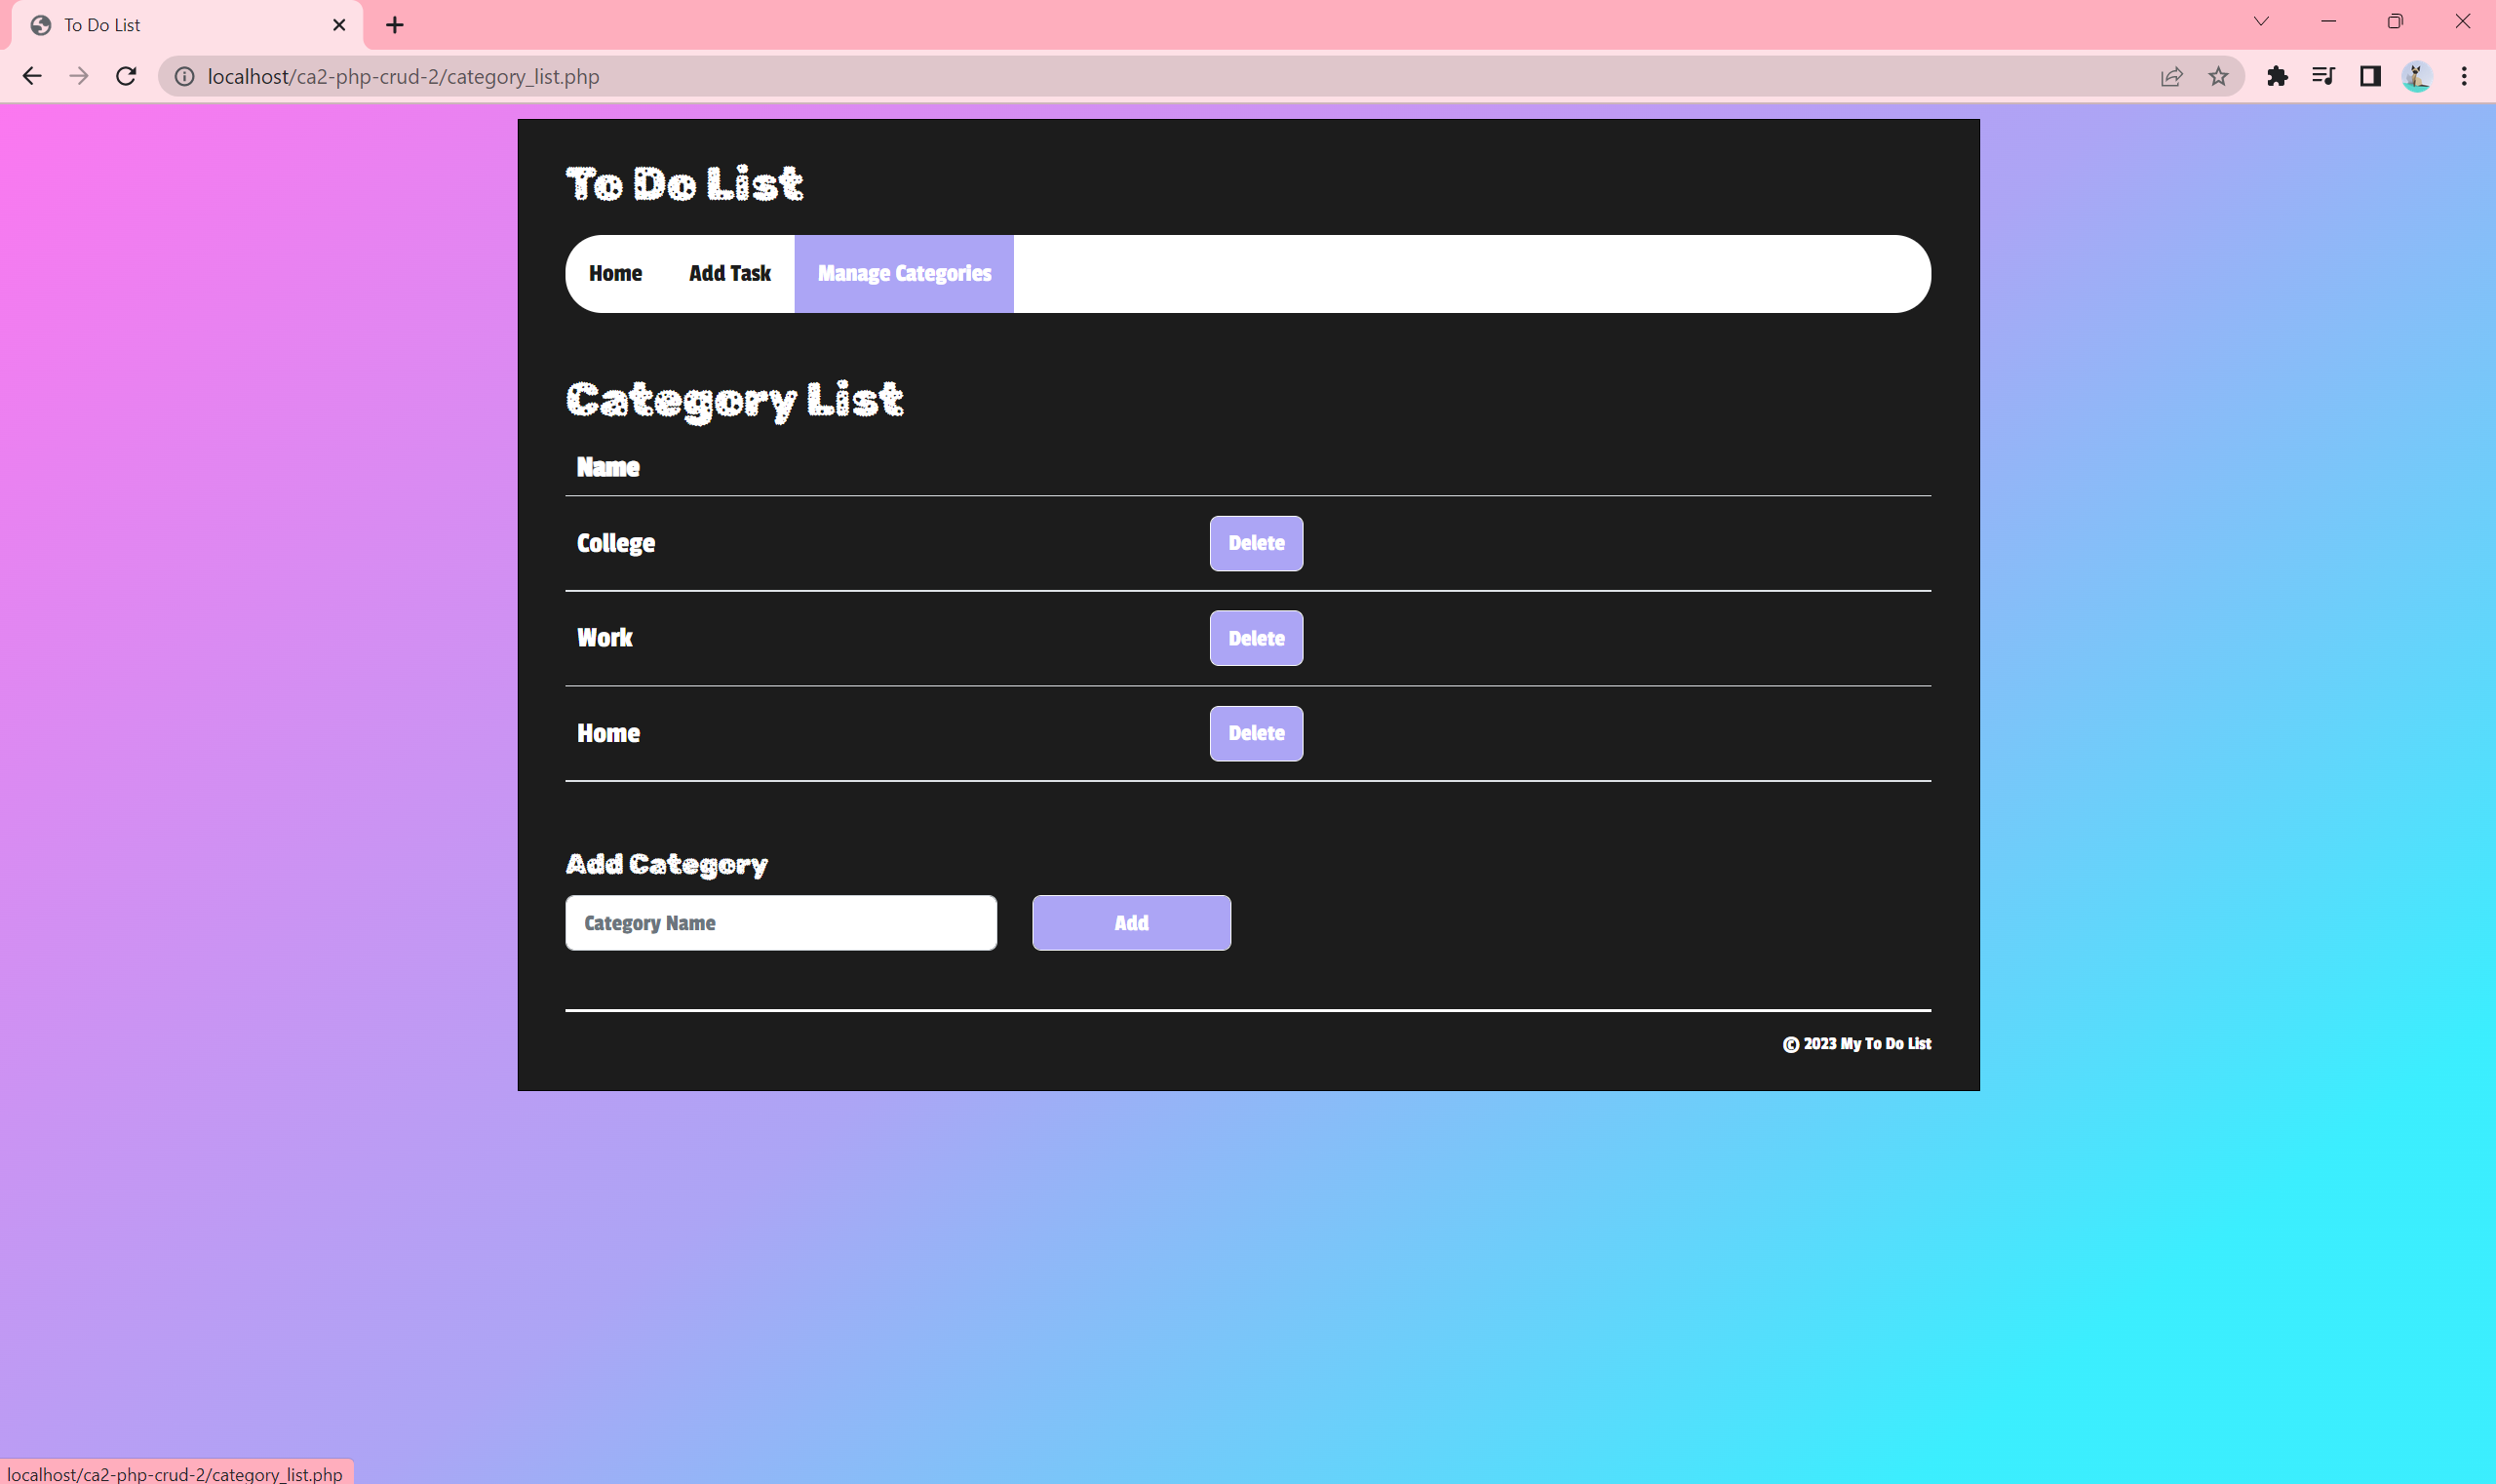 To Do List
localhost/ca2-php-crud-2/category_list.php
To Do List
Home Add Task Manage Categories
Category List
Name
College Delete
Work Delete
Home Delete
Add Category
Category Name Add
© 2023 My To Do List
localhost/ca2-php-crud-2/category_list.php